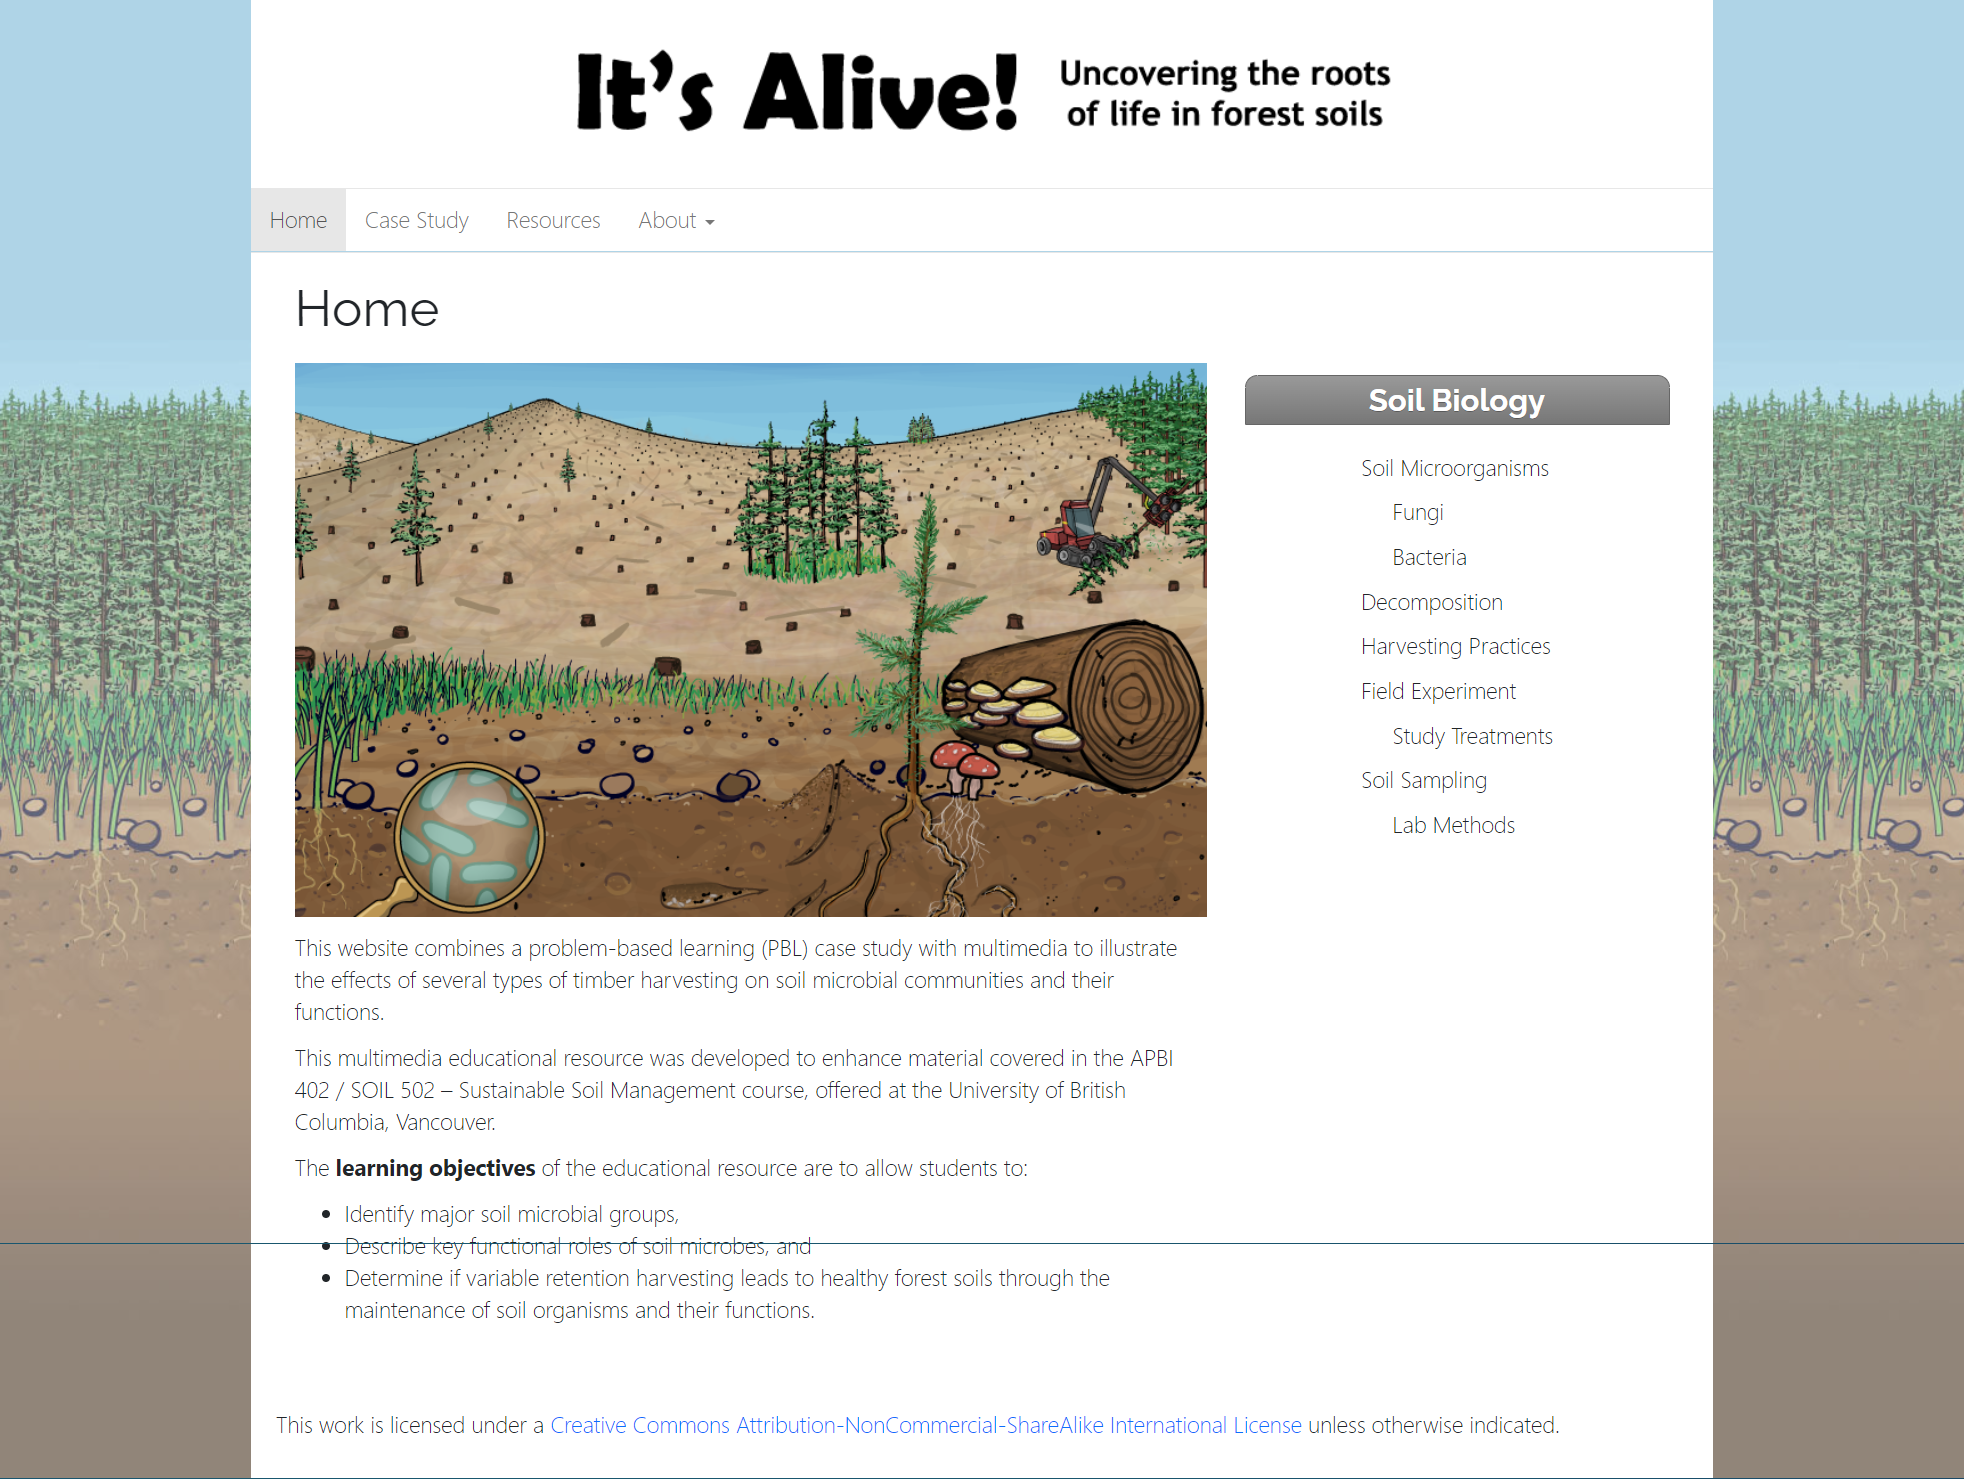 It's Alive!
Uncovering the roots
of life in forest soils
Home
Case Study
Resources
About
Home
Soil Biology
Soil Microorganisms
Fungi
Bacteria
Decomposition
Harvesting Practices
Field Experiment
Study Treatments
Soil Sampling
Lab Methods
This website combines a problem-based learning (PBL) case study with multimedia to illustrate
the effects of several types of timber harvesting on soil microbial communities and their
functions.
This multimedia educational resource was developed to enhance material covered in the APBI
402 / SOIL 502 – Sustainable Soil Management course, offered at the University of British
Columbia, Vancouver.
The learning objectives of the educational resource are to allow students to:
Identify major soil microbial groups,
Describe key functional roles of soil microbes, and
Determine if variable retention harvesting leads to healthy forest soils through the
maintenance of soil organisms and their functions.
This work is licensed under a Creative Commons Attribution-NonCommercial-ShareAlike International License unless otherwise indicated.